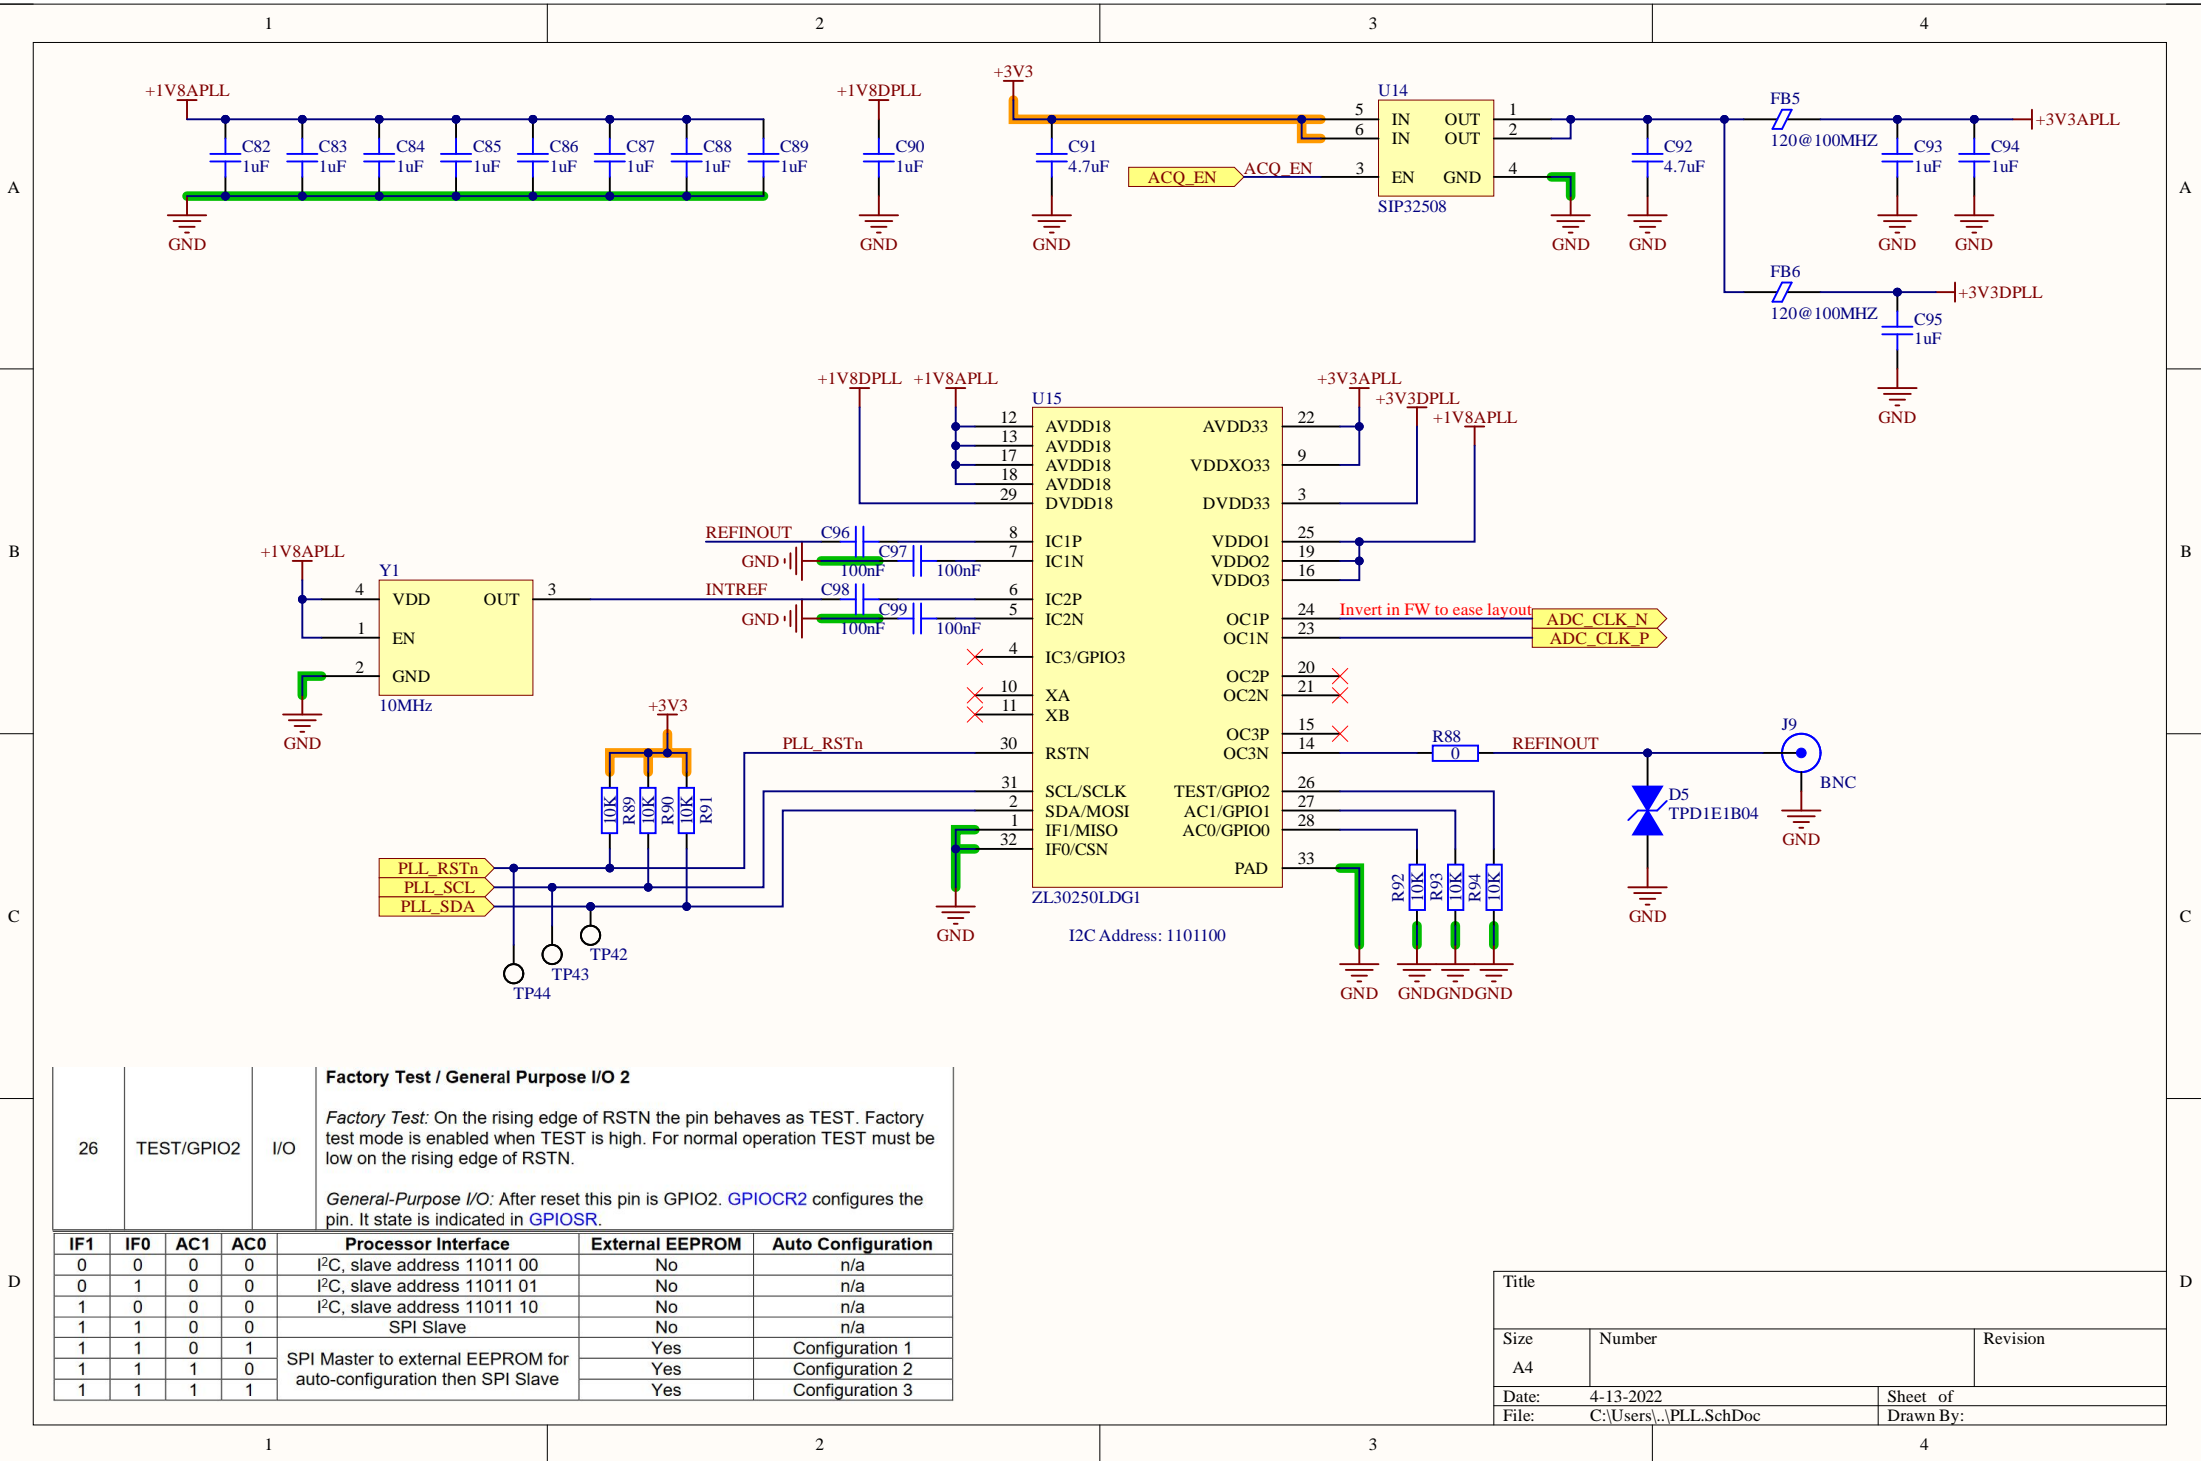 1 2 3 4
A A
B B
C C
D D
+1V8APLL
C82 1uF
C83 1uF
C84 1uF
C85 1uF
C86 1uF
C87 1uF
C88 1uF
C89 1uF
GND
+1V8DPLL
C90 1uF
GND
+3V3
C91 4.7uF
GND
ACQ_EN ACQ_EN
U14
5 IN OUT 1
6 IN OUT 2
3 EN GND 4
SIP32508
GND
C92 4.7uF
GND
FB5
120@100MHZ
+3V3APLL
C93 1uF
C94 1uF
GND GND
FB6
120@100MHZ
+3V3DPLL
C95 1uF
GND
+1V8DPLL +1V8APLL
U15
+3V3APLL
+3V3DPLL
+1V8APLL
12 AVDD18 AVDD33 22
13 AVDD18
17 AVDD18 VDDXO33 9
18 AVDD18
29 DVDD18 DVDD33 3
8 IC1P VDDO1 25
7 IC1N VDDO2 19
VDDO3 16
6 IC2P
5 IC2N OC1P 24
OC1N 23
4 IC3/GPIO3
OC2P 20
10 XA OC2N 21
11 XB
OC3P 15
30 RSTN OC3N 14
31 SCL/SCLK TEST/GPIO2 26
2 SDA/MOSI AC1/GPIO1 27
1 IF1/MISO AC0/GPIO0 28
32 IF0/CSN
PAD 33
ZL30250LDG1
I2C Address: 1101100
REFINOUT C96
GND 100nF C97 100nF
INTREF C98
GND 100nF C99 100nF
+1V8APLL
Y1
4 VDD OUT 3
1 EN
2 GND
10MHz
GND
+3V3
10K R89
10K R90
10K R91
PLL_RSTn
PLL_RSTn
PLL_SCL
PLL_SDA
TP42
TP43
TP44
GND
Invert in FW to ease layout
ADC_CLK_N
ADC_CLK_P
R88
0
REFINOUT
J9
BNC
GND
D5
TPD1E1B04
GND
R92 10K
R93 10K
R94 10K
GND GND GND GND
Factory Test / General Purpose I/O 2
Factory Test: On the rising edge of RSTN the pin behaves as TEST. Factory
test mode is enabled when TEST is high. For normal operation TEST must be
low on the rising edge of RSTN.
26 TEST/GPIO2 I/O
General-Purpose I/O: After reset this pin is GPIO2. GPIOCR2 configures the
pin. It state is indicated in GPIOSR.
IF1 IF0 AC1 AC0 Processor Interface External EEPROM Auto Configuration
0 0 0 0 I²C, slave address 11011 00 No n/a
0 1 0 0 I²C, slave address 11011 01 No n/a
1 0 0 0 I²C, slave address 11011 10 No n/a
1 1 0 0 SPI Slave No n/a
1 1 0 1 SPI Master to external EEPROM for Yes Configuration 1
1 1 1 0 auto-configuration then SPI Slave Yes Configuration 2
1 1 1 1 Yes Configuration 3
Title
Size Number Revision
A4
Date: 4-13-2022 Sheet of
File: C:\Users\..\PLL.SchDoc Drawn By:
1 2 3 4